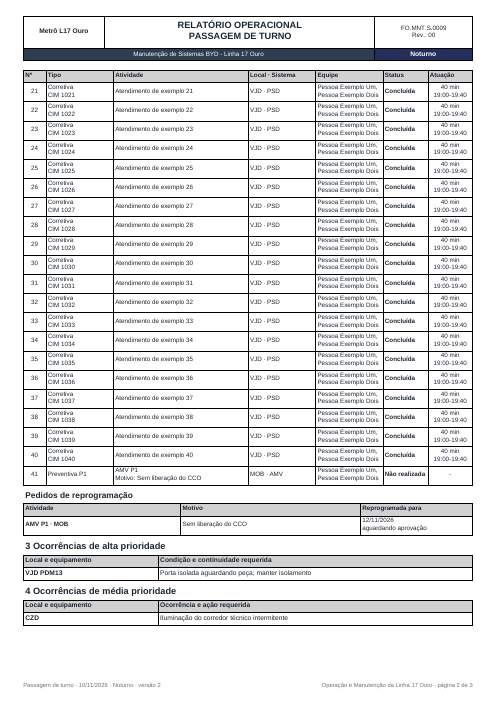 Metrô L17 Ouro
RELATÓRIO OPERACIONAL
PASSAGEM DE TURNO
FO.MNT.S.0009
Rev.: 00
Manutenção de Sistemas BYD - Linha 17 Ouro
Noturno
Nº Tipo Atividade Local · Sistema Equipe Status Atuação
21 Corretiva CIM 1021 Atendimento de exemplo 21 VJD · PSD Pessoa Exemplo Um, Pessoa Exemplo Dois Concluída 40 min 19:00-19:40
22 Corretiva CIM 1022 Atendimento de exemplo 22 VJD · PSD Pessoa Exemplo Um, Pessoa Exemplo Dois Concluída 40 min 19:00-19:40
23 Corretiva CIM 1023 Atendimento de exemplo 23 VJD · PSD Pessoa Exemplo Um, Pessoa Exemplo Dois Concluída 40 min 19:00-19:40
24 Corretiva CIM 1024 Atendimento de exemplo 24 VJD · PSD Pessoa Exemplo Um, Pessoa Exemplo Dois Concluída 40 min 19:00-19:40
25 Corretiva CIM 1025 Atendimento de exemplo 25 VJD · PSD Pessoa Exemplo Um, Pessoa Exemplo Dois Concluída 40 min 19:00-19:40
26 Corretiva CIM 1026 Atendimento de exemplo 26 VJD · PSD Pessoa Exemplo Um, Pessoa Exemplo Dois Concluída 40 min 19:00-19:40
27 Corretiva CIM 1027 Atendimento de exemplo 27 VJD · PSD Pessoa Exemplo Um, Pessoa Exemplo Dois Concluída 40 min 19:00-19:40
28 Corretiva CIM 1028 Atendimento de exemplo 28 VJD · PSD Pessoa Exemplo Um, Pessoa Exemplo Dois Concluída 40 min 19:00-19:40
29 Corretiva CIM 1029 Atendimento de exemplo 29 VJD · PSD Pessoa Exemplo Um, Pessoa Exemplo Dois Concluída 40 min 19:00-19:40
30 Corretiva CIM 1030 Atendimento de exemplo 30 VJD · PSD Pessoa Exemplo Um, Pessoa Exemplo Dois Concluída 40 min 19:00-19:40
31 Corretiva CIM 1031 Atendimento de exemplo 31 VJD · PSD Pessoa Exemplo Um, Pessoa Exemplo Dois Concluída 40 min 19:00-19:40
32 Corretiva CIM 1032 Atendimento de exemplo 32 VJD · PSD Pessoa Exemplo Um, Pessoa Exemplo Dois Concluída 40 min 19:00-19:40
33 Corretiva CIM 1033 Atendimento de exemplo 33 VJD · PSD Pessoa Exemplo Um, Pessoa Exemplo Dois Concluída 40 min 19:00-19:40
34 Corretiva CIM 1034 Atendimento de exemplo 34 VJD · PSD Pessoa Exemplo Um, Pessoa Exemplo Dois Concluída 40 min 19:00-19:40
35 Corretiva CIM 1035 Atendimento de exemplo 35 VJD · PSD Pessoa Exemplo Um, Pessoa Exemplo Dois Concluída 40 min 19:00-19:40
36 Corretiva CIM 1036 Atendimento de exemplo 36 VJD · PSD Pessoa Exemplo Um, Pessoa Exemplo Dois Concluída 40 min 19:00-19:40
37 Corretiva CIM 1037 Atendimento de exemplo 37 VJD · PSD Pessoa Exemplo Um, Pessoa Exemplo Dois Concluída 40 min 19:00-19:40
38 Corretiva CIM 1038 Atendimento de exemplo 38 VJD · PSD Pessoa Exemplo Um, Pessoa Exemplo Dois Concluída 40 min 19:00-19:40
39 Corretiva CIM 1039 Atendimento de exemplo 39 VJD · PSD Pessoa Exemplo Um, Pessoa Exemplo Dois Concluída 40 min 19:00-19:40
40 Corretiva CIM 1040 Atendimento de exemplo 40 VJD · PSD Pessoa Exemplo Um, Pessoa Exemplo Dois Concluída 40 min 19:00-19:40
41 Preventiva P1 AMV P1 Motivo: Sem liberação do CCO MOB · AMV Pessoa Exemplo Um, Pessoa Exemplo Dois Não realizada -
Pedidos de reprogramação
Atividade Motivo Reprogramada para
AMV P1 · MOB Sem liberação do CCO 12/11/2026 aguardando aprovação
3 Ocorrências de alta prioridade
Local e equipamento Condição e continuidade requerida
VJD PDM13 Porta isolada aguardando peça; manter isolamento
4 Ocorrências de média prioridade
Local e equipamento Ocorrência e ação requerida
CZD Iluminação do corredor técnico intermitente
Passagem de turno · 10/11/2026 · Noturno · versão 2 Operação e Manutenção da Linha 17 Ouro · página 2 de 3